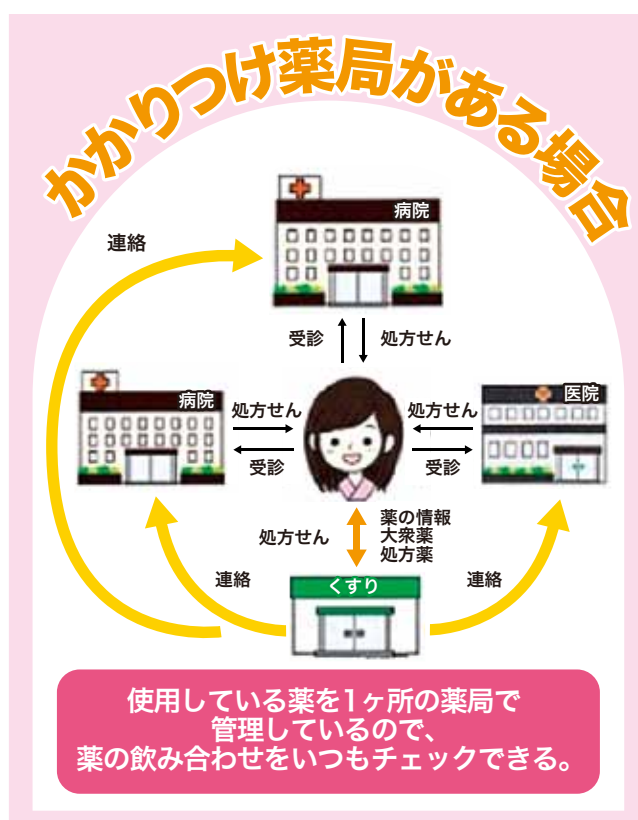 かかりつけ薬局がある場合
病院
連絡
受診
処方せん
病院
処方せん
受診
医院
処方せん
受診
処方せん
薬の情報
大衆薬
処方薬
連絡
くすり
連絡
使用している薬を1ヶ所の薬局で
管理しているので、
薬の飲み合わせをいつもチェックできる。